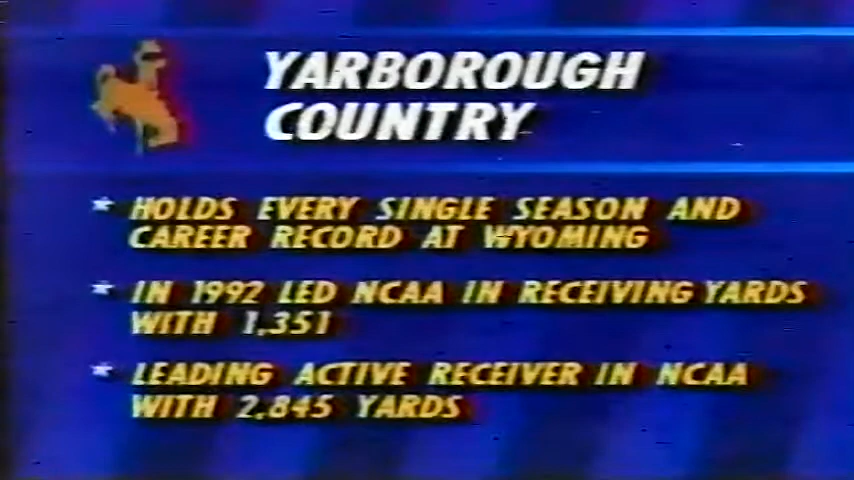 YARBOROUGH
COUNTRY
* HOLDS EVERY SINGLE SEASON AND
CAREER RECORD AT WYOMING
* IN 1992 LED NCAA IN RECEIVING YARDS
WITH 1,351
* LEADING ACTIVE RECEIVER IN NCAA
WITH 2,845 YARDS